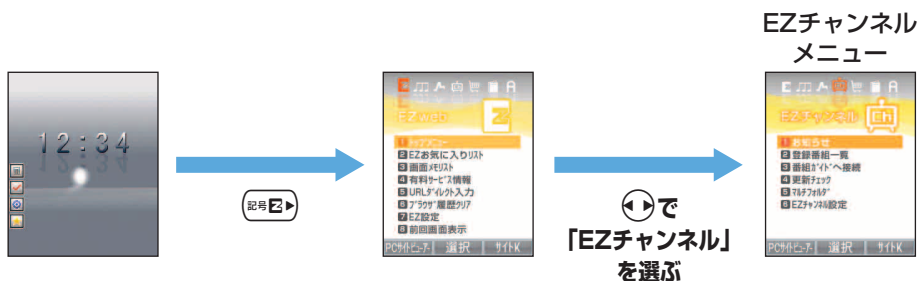 EZチャンネル
メニュー
12:34
記号
EZweb
1 トップメニュー
2 EZお気に入りリスト
3 画面メモリスト
4 有料サービス情報
5 URLダイレクト入力
6 ブラウザ履歴クリア
7 EZ設定
8 前回画面表示
PCサイトビューアー 選択 サイトK
で
「EZチャンネル」
を選ぶ
EZチャンネル
1 お知らせ
2 登録番組一覧
3 番組ガイドへ接続
4 更新チェック
5 マルチフォルダ
6 EZチャンネル設定
PCサイトビューアー 選択 サイトK